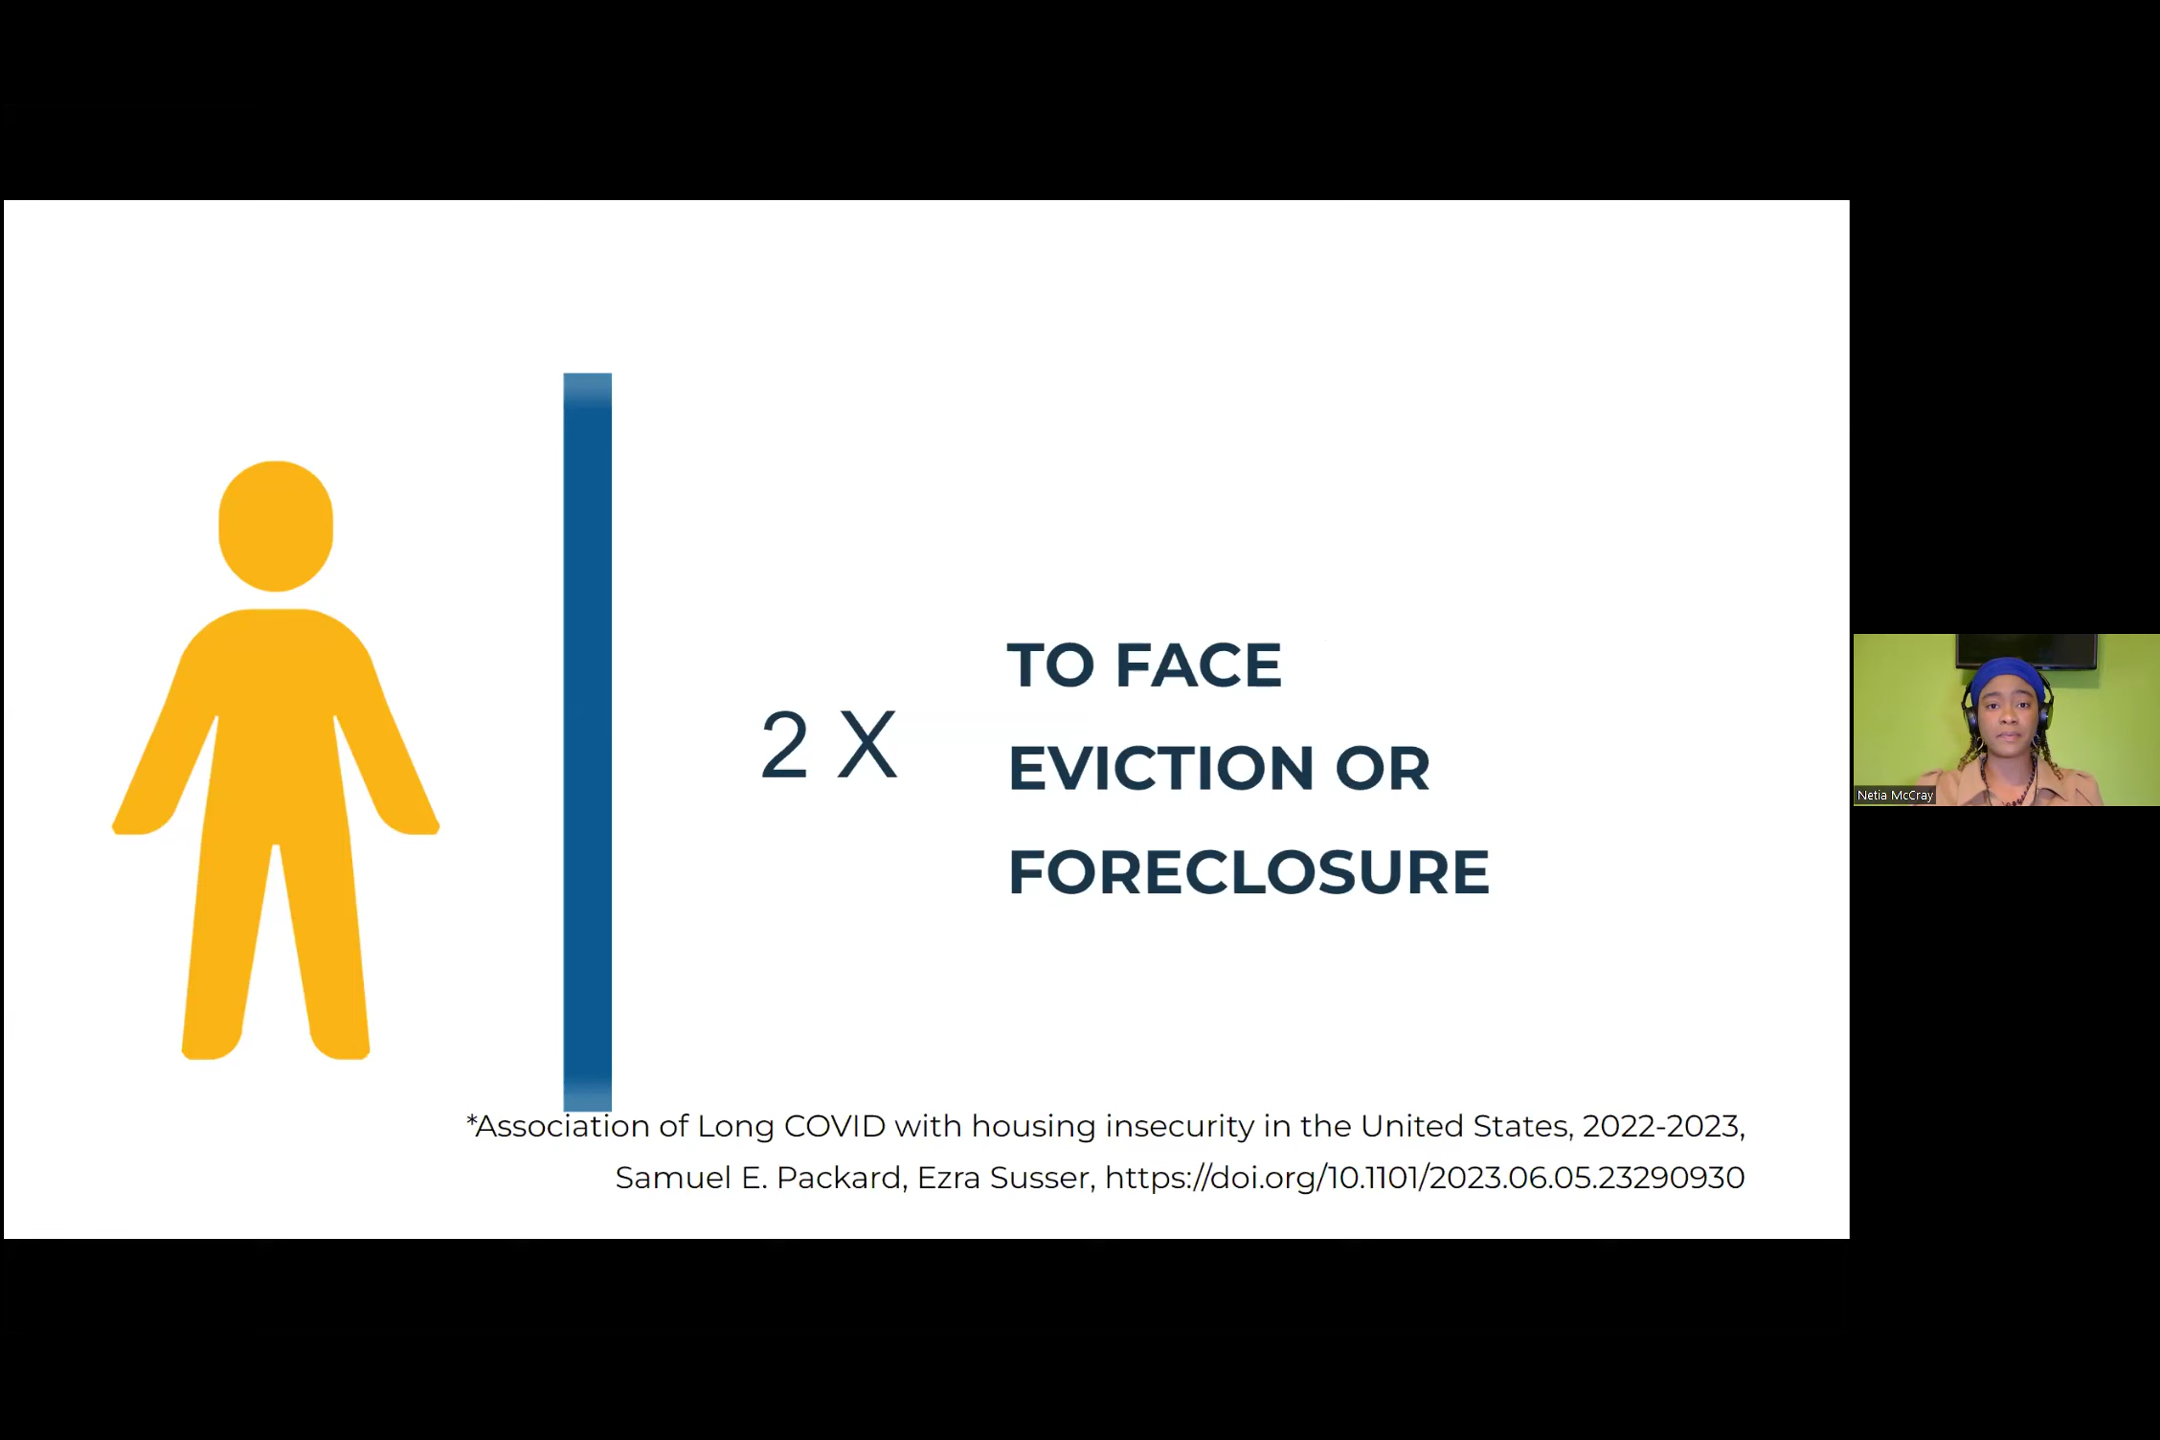 2 X
TO FACE
EVICTION OR
FORECLOSURE
*Association of Long COVID with housing insecurity in the United States, 2022-2023,
Samuel E. Packard, Ezra Susser, https://doi.org/10.1101/2023.06.05.23290930
Netia McCray